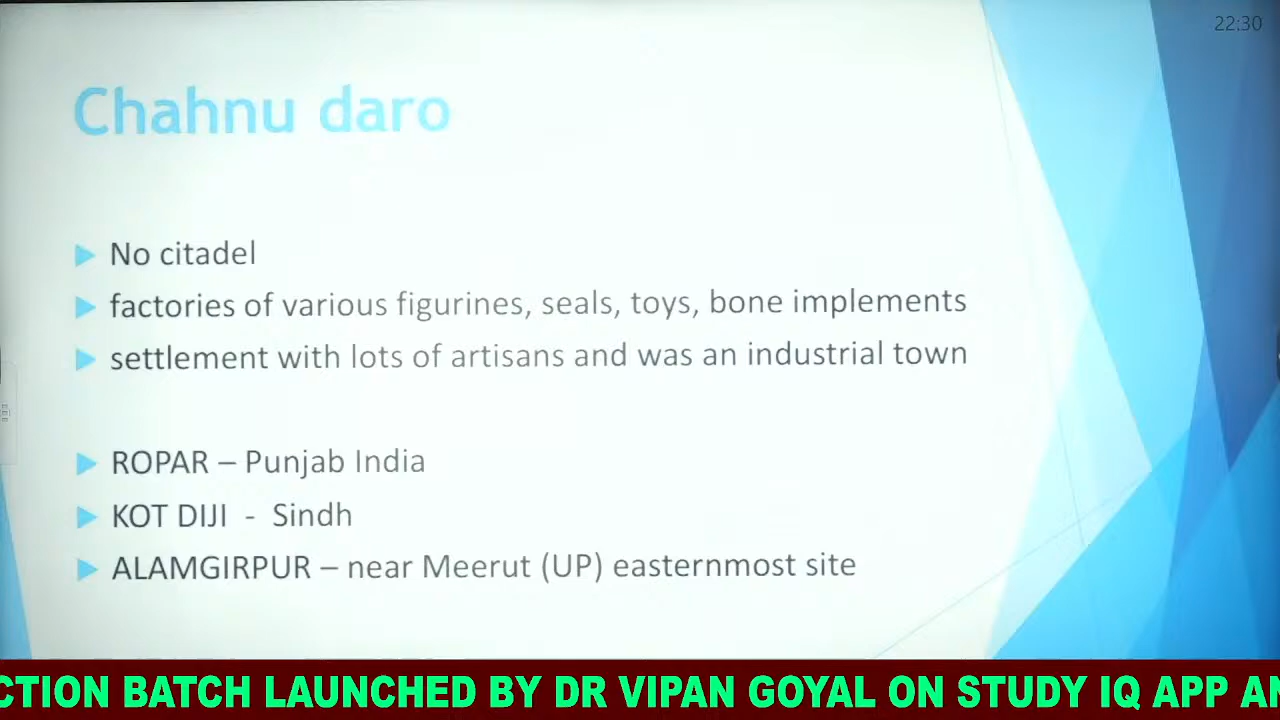 22:30
Chahnu daro
No citadel
factories of various figurines, seals, toys, bone implements
settlement with lots of artisans and was an industrial town
ROPAR – Punjab India
KOT DIJI - Sindh
ALAMGIRPUR – near Meerut (UP) easternmost site
CTION BATCH LAUNCHED BY DR VIPAN GOYAL ON STUDY IQ APP AN